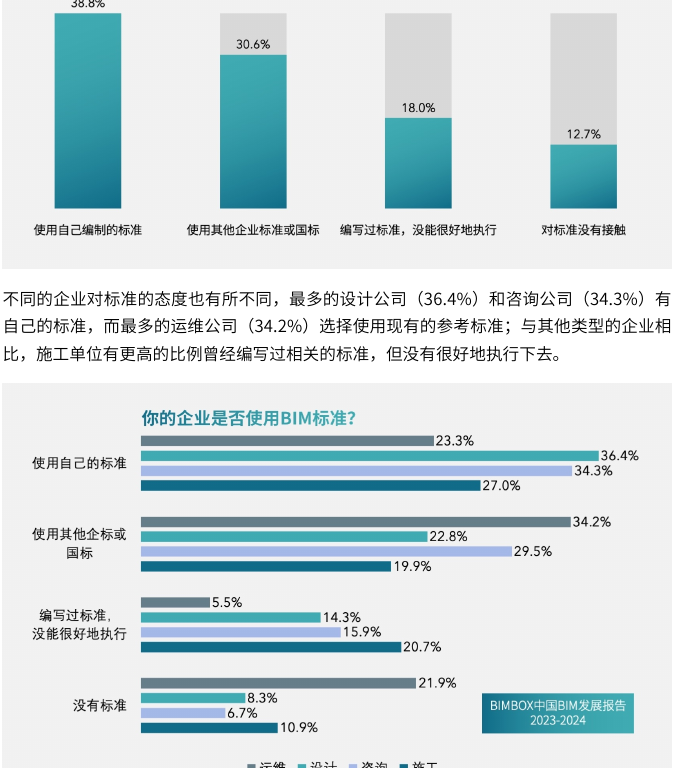 38.8%
30.6%
18.0%
12.7%
使用自己编制的标准
使用其他企业标准或国标
编写过标准，没能很好地执行
对标准没有接触
不同的企业对标准的态度也有所不同，最多的设计公司（36.4%）和咨询公司（34.3%）有
自己的标准，而最多的运维公司（34.2%）选择使用现有的参考标准；与其他类型的企业相
比，施工单位有更高的比例曾经编写过相关的标准，但没有很好地执行下去。
你的企业是否使用BIM标准？
使用自己的标准
23.3%
36.4%
34.3%
27.0%
使用其他企标或
国标
34.2%
22.8%
29.5%
19.9%
编写过标准，
没能很好地执行
5.5%
14.3%
15.9%
20.7%
没有标准
21.9%
8.3%
6.7%
10.9%
BIMBOX中国BIM发展报告
2023-2024
运维 设计 咨询 施工